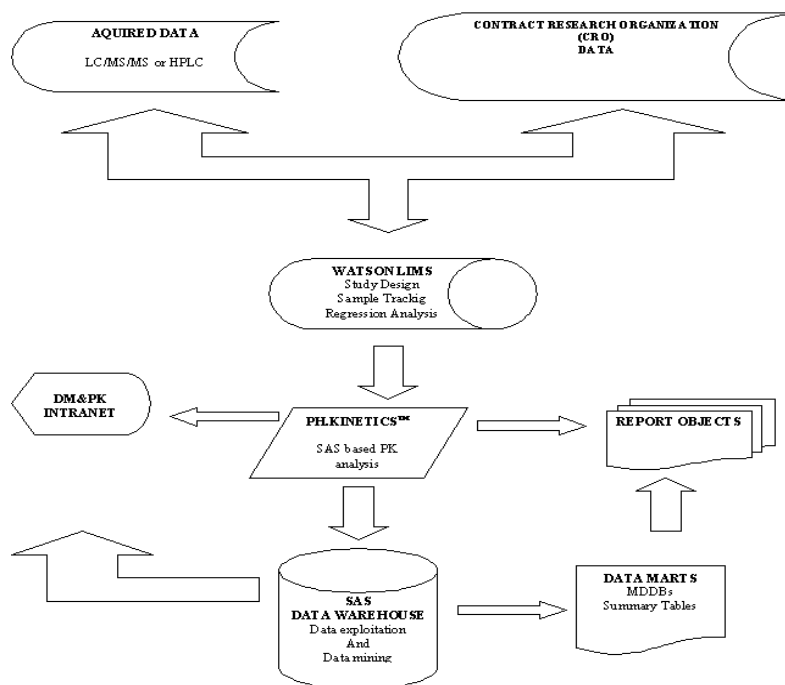 AQUIRED DATA
LC/MS/MS or HPLC
CONTRACT RESEARCH ORGANIZATION
(CRO)
DATA
WATSON LIMS
Study Design
Sample Trackig
Regression Analysis
DM&PK
INTRANET
PH.KINETICS™
SAS based PK
analysis
REPORT OBJECTS
SAS
DATA WAREHOUSE
Data exploitation
And
Data mining
DATA MARTS
MDDBs
Summary Tables